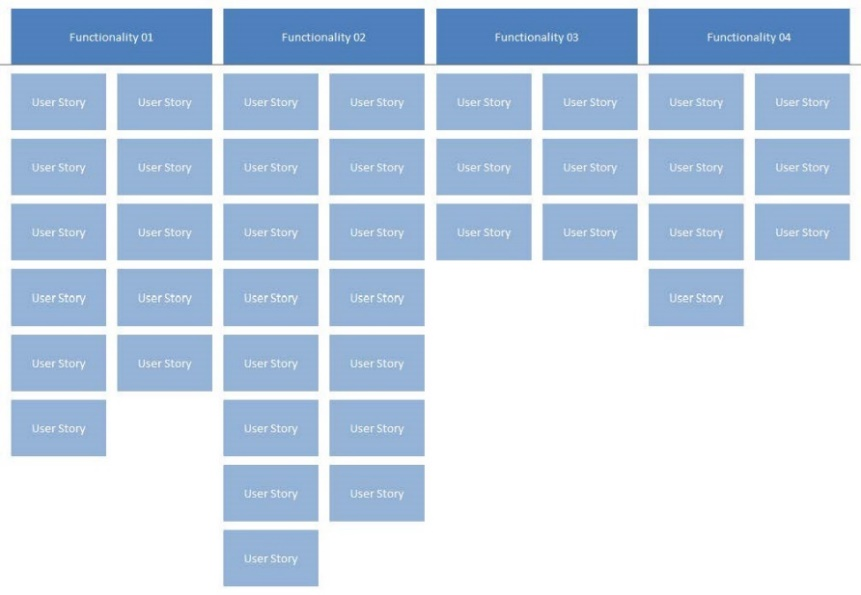 Functionality 01 Functionality 02 Functionality 03 Functionality 04
User Story User Story User Story User Story User Story User Story User Story User Story
User Story User Story User Story User Story User Story User Story User Story User Story
User Story User Story User Story User Story User Story User Story User Story User Story
User Story User Story User Story User Story User Story
User Story User Story User Story User Story
User Story User Story User Story
User Story User Story
User Story